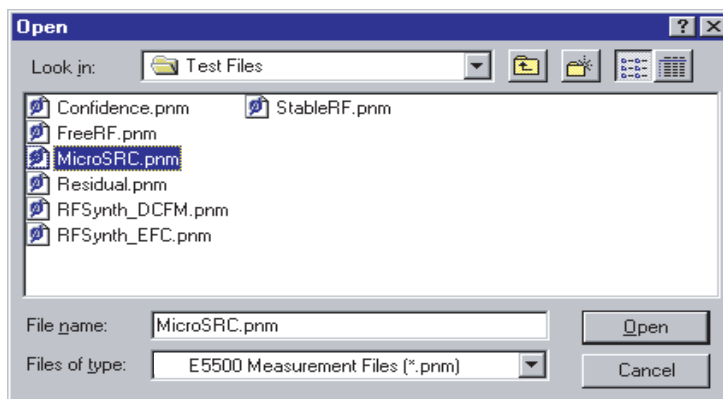 Open
Look in: Test Files
Confidence.pnm StableRF.pnm
FreeRF.pnm
MicroSRC.pnm
Residual.pnm
RFSynth_DCFM.pnm
RFSynth_EFC.pnm
File name: MicroSRC.pnm Open
Files of type: E5500 Measurement Files (*.pnm) Cancel